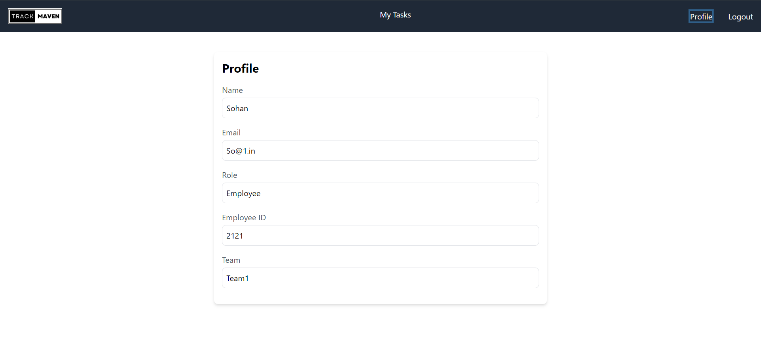 TRACK MAVEN
My Tasks
Profile
Logout
Profile
Name
Sohan
Email
So@1.in
Role
Employee
Employee ID
2121
Team
Team1